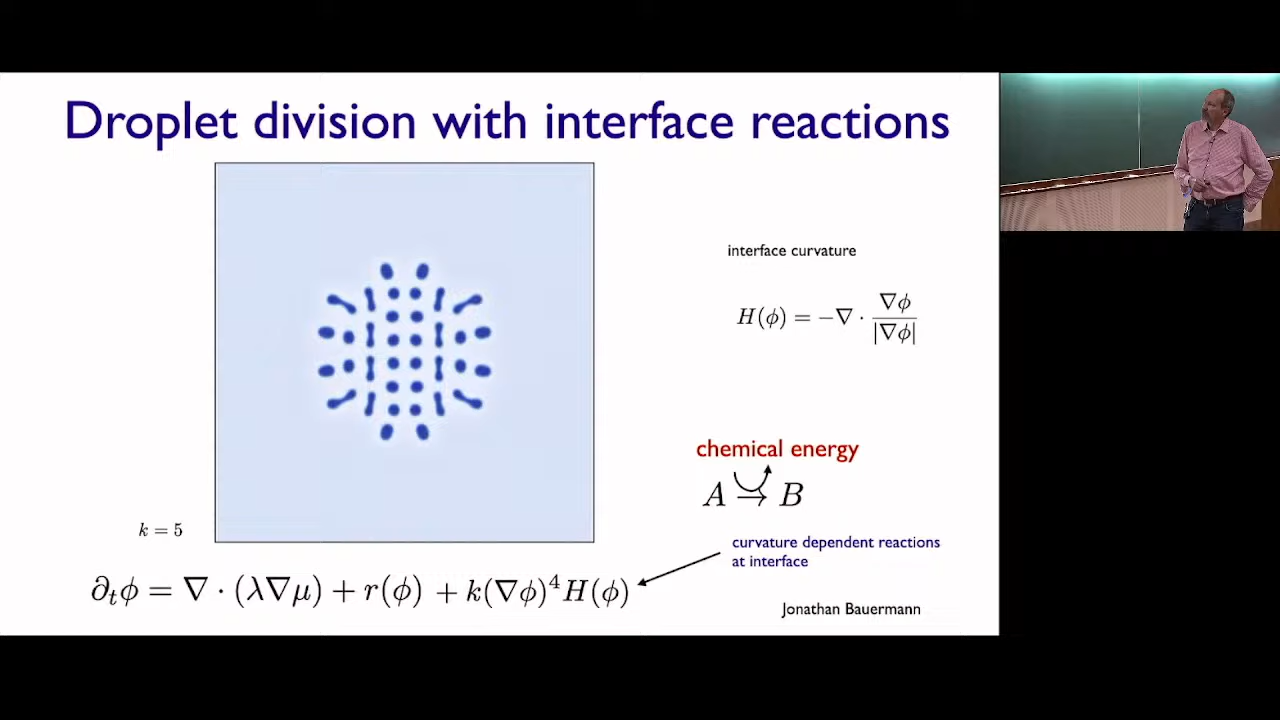 Droplet division with interface reactions
interface curvature
H(ϕ) = −∇ · ∇ϕ / |∇ϕ|
chemical energy
A → B
k = 5
curvature dependent reactions
at interface
∂ₜϕ = ∇ · (λ∇μ) + r(ϕ) + k(∇ϕ)⁴H(ϕ)
Jonathan Bauermann